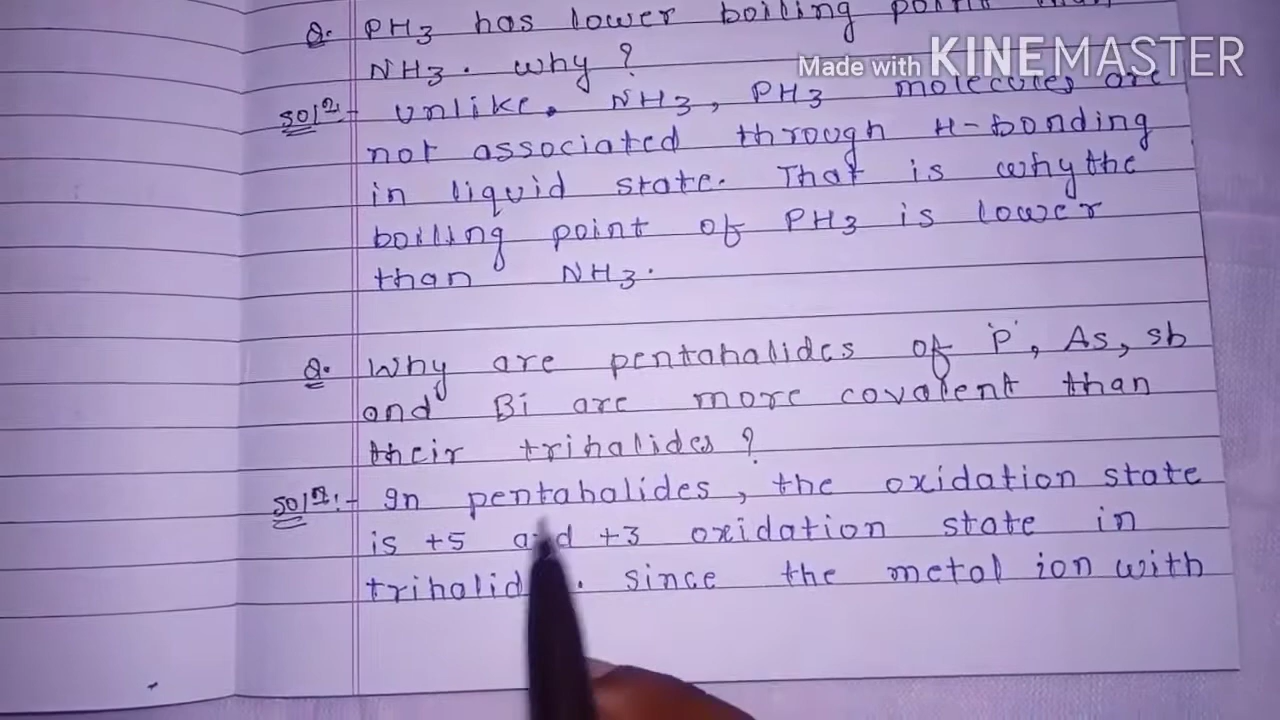 Q. PH3 has lower boiling point than
NH3. Why?
Made with KINEMASTER
Solⁿ:- Unlike NH3, PH3 molecules are
not associated through H-bonding
in liquid state. That is why the
boiling point of PH3 is lower
than NH3.
Q. Why are pentahalides of 'P', As, Sb
and Bi are more covalent than
their trihalides?
Solⁿ:- In pentahalides, the oxidation state
is +5 and +3 oxidation state in
trihalid . Since the metal ion with